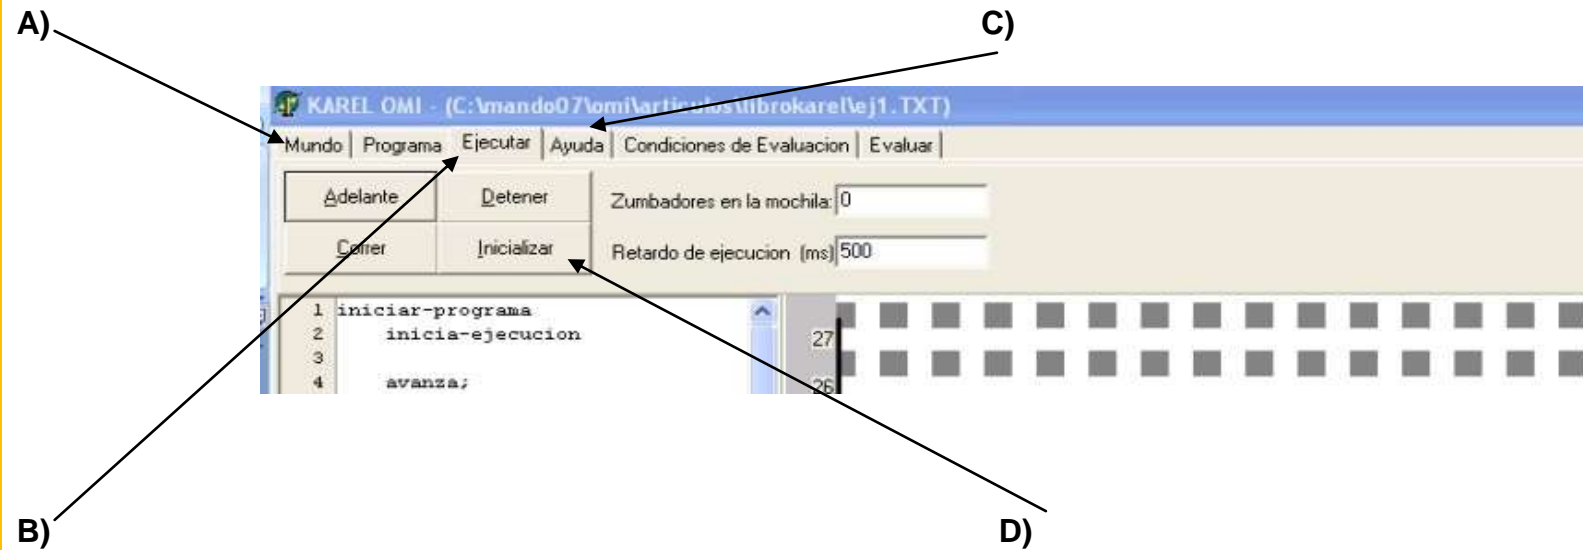 A)
C)
KAREL OMI - (C:\mando07\omi\articulos\librokarel\ej1.TXT)
Mundo Programa Ejecutar Ayuda Condiciones de Evaluacion Evaluar
Adelante Detener Zumbadores en la mochila: 0
Correr Inicializar Retardo de ejecucion (ms) 500
1 iniciar-programa
2 inicia-ejecucion 27
3
4 avanza; 26
B)
D)